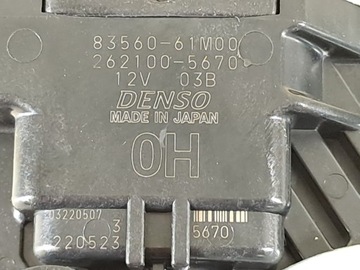 83560-61M00
262100-5670
12V 03B
DENSO
MADE IN JAPAN
0H
03220507
3
220523
5670